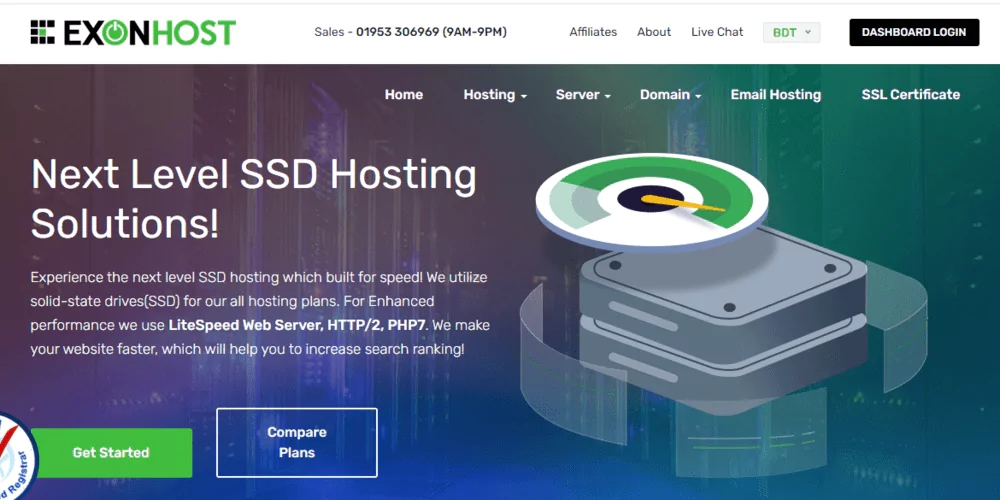 EXONHOST
Sales - 01953 306969 (9AM-9PM)
Affiliates
About
Live Chat
BDT
DASHBOARD LOGIN
Home
Hosting
Server
Domain
Email Hosting
SSL Certificate
Next Level SSD Hosting
Solutions!
Experience the next level SSD hosting which built for speed! We utilize
solid-state drives(SSD) for our all hosting plans. For Enhanced
performance we use LiteSpeed Web Server, HTTP/2, PHP7. We make
your website faster, which will help you to increase search ranking!
Get Started
Compare
Plans
Registrar